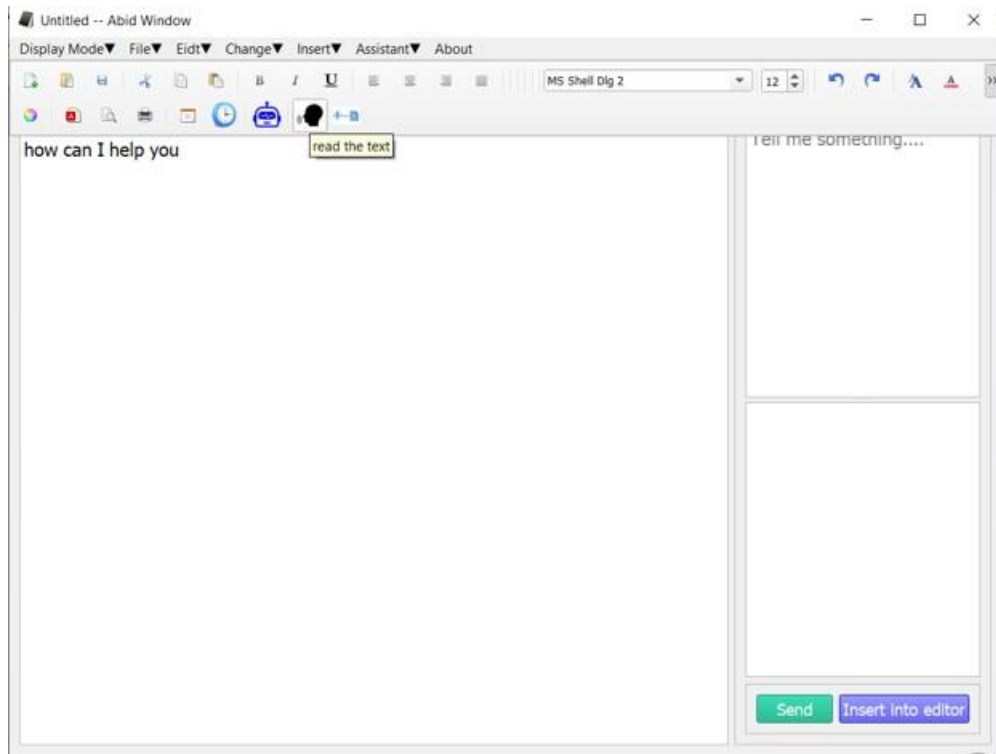 Untitled -- Abid Window
Display Mode▼ File▼ Eidt▼ Change▼ Insert▼ Assistant▼ About
B I U MS Shell Dlg 2 12 A A
read the text
how can I help you
Tell me something....
Send Insert into editor